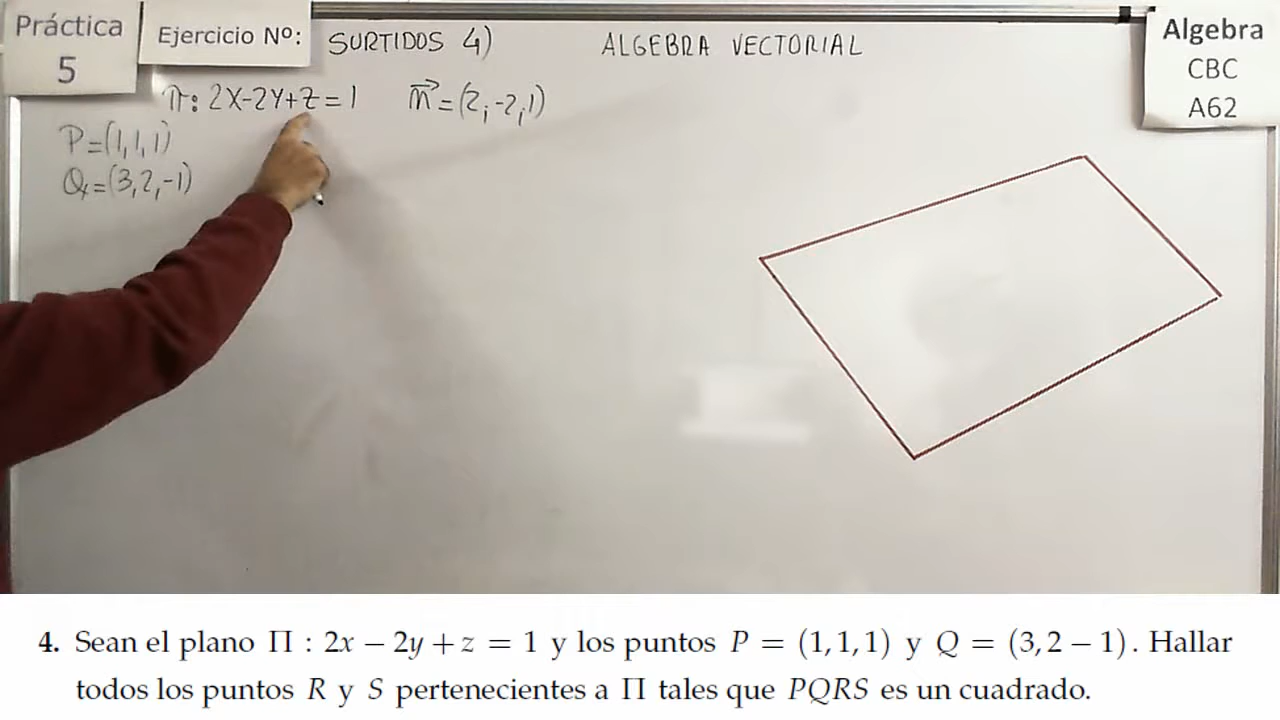 Práctica
5
Ejercicio Nº:
SURTIDOS 4)
ALGEBRA VECTORIAL
Algebra
CBC
A62
π: 2X-2Y+Z=1
n=(2,-2,1)
P=(1,1,1)
Q=(3,2,-1)
4. Sean el plano Π : 2x − 2y + z = 1 y los puntos P = (1, 1, 1) y Q = (3, 2 − 1). Hallar
todos los puntos R y S pertenecientes a Π tales que PQRS es un cuadrado.